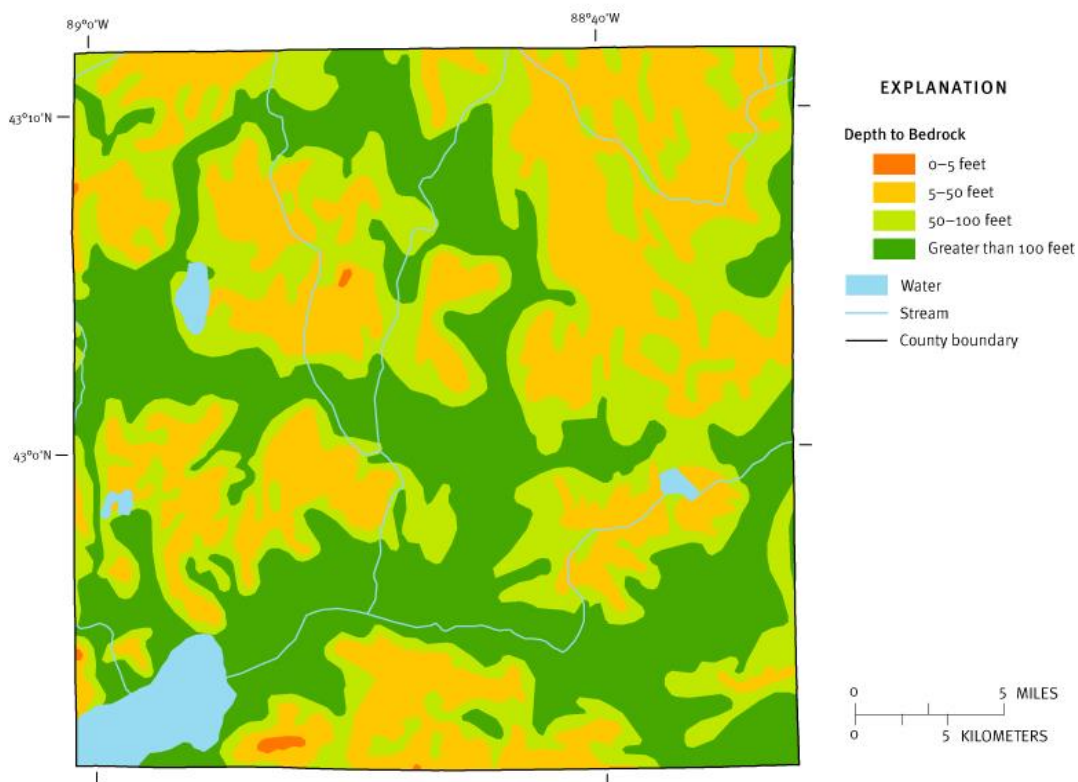 89°0'W
88°40'W
43°10'N
43°0'N
EXPLANATION
Depth to Bedrock
0–5 feet
5–50 feet
50–100 feet
Greater than 100 feet
Water
Stream
County boundary
0 5 MILES
0 5 KILOMETERS